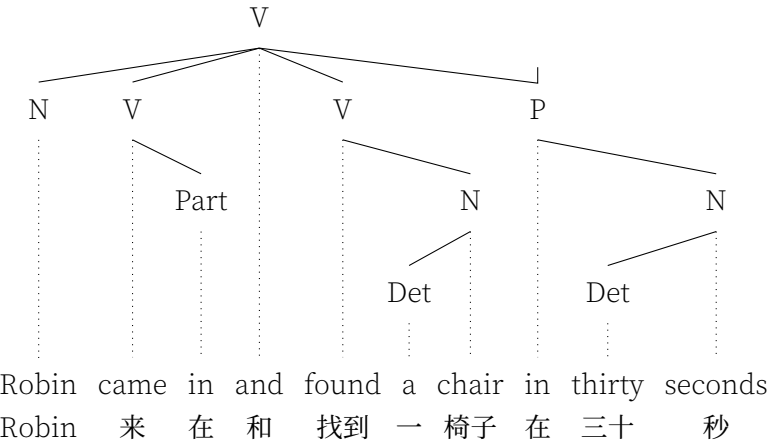 V
N V V P
Part N N
Det Det
Robin came in and found a chair in thirty seconds
Robin 来 在 和 找到 一 椅子 在 三十 秒